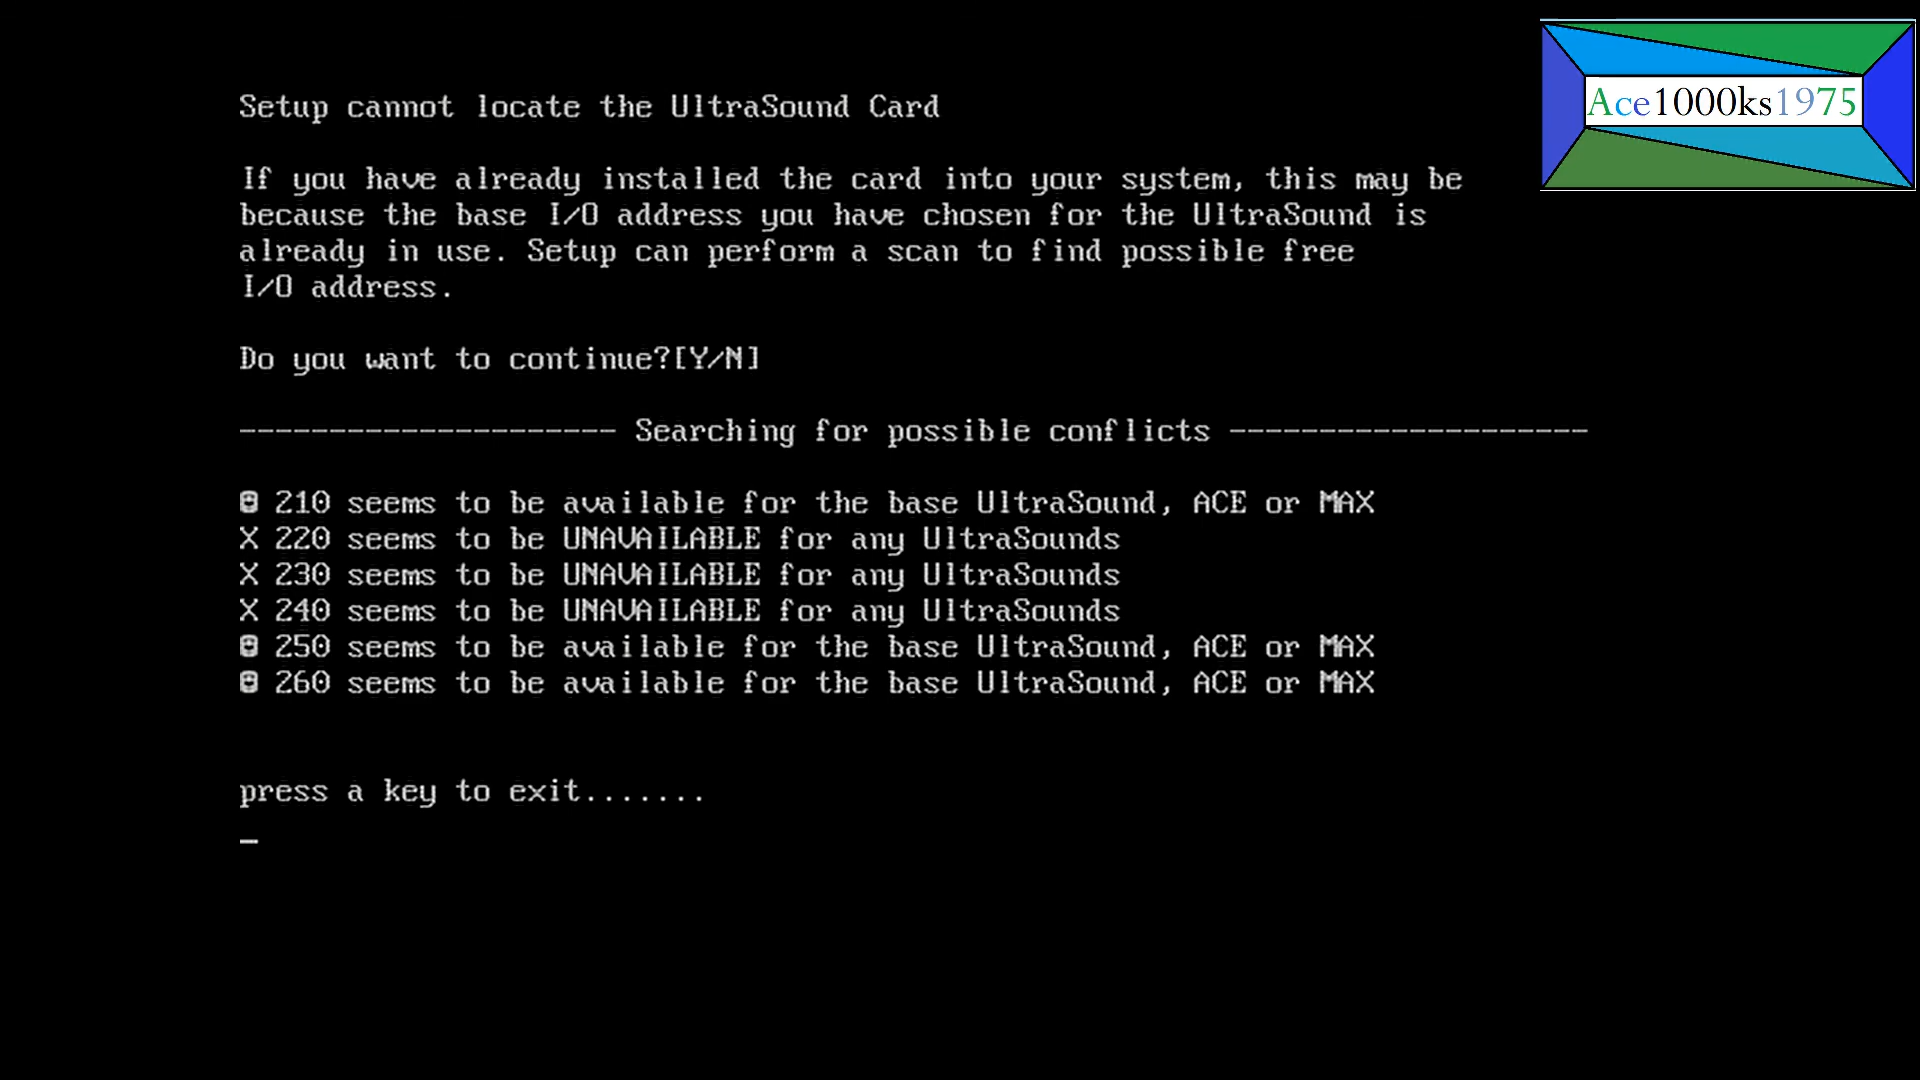 Ace1000ks1975
Setup cannot locate the UltraSound Card
If you have already installed the card into your system, this may be
because the base I/O address you have chosen for the UltraSound is
already in use. Setup can perform a scan to find possible free
I/O address.
Do you want to continue?[Y/N]
--------------------- Searching for possible conflicts --------------------
210 seems to be available for the base UltraSound, ACE or MAX
X 220 seems to be UNAVAILABLE for any UltraSounds
X 230 seems to be UNAVAILABLE for any UltraSounds
X 240 seems to be UNAVAILABLE for any UltraSounds
250 seems to be available for the base UltraSound, ACE or MAX
260 seems to be available for the base UltraSound, ACE or MAX
press a key to exit.......
_